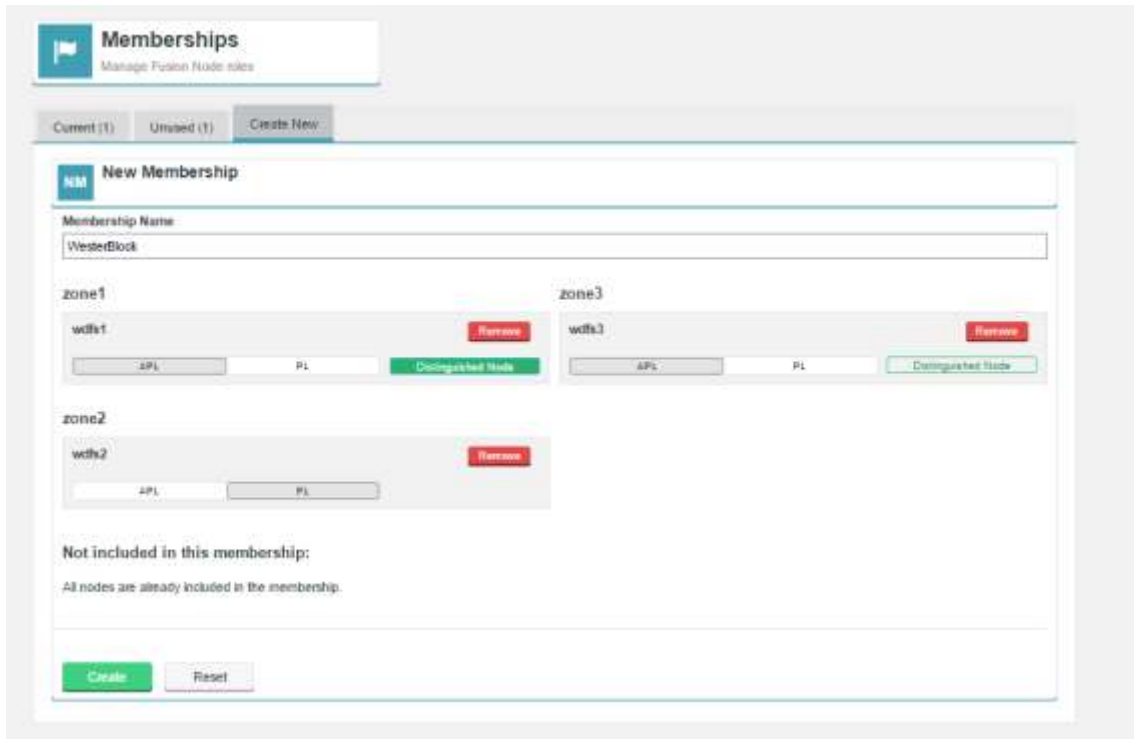 Memberships
Manage Fusion Node roles
Current (1) Unused (1) Create New
NM New Membership
Membership Name
WesterBlock
zone1
wdfs1 Remove
APL PL Distinguished Node
zone3
wdfs3 Remove
APL PL Distinguished Node
zone2
wdfs2 Remove
APL PL
Not included in this membership:
All nodes are already included in the membership.
Create Reset